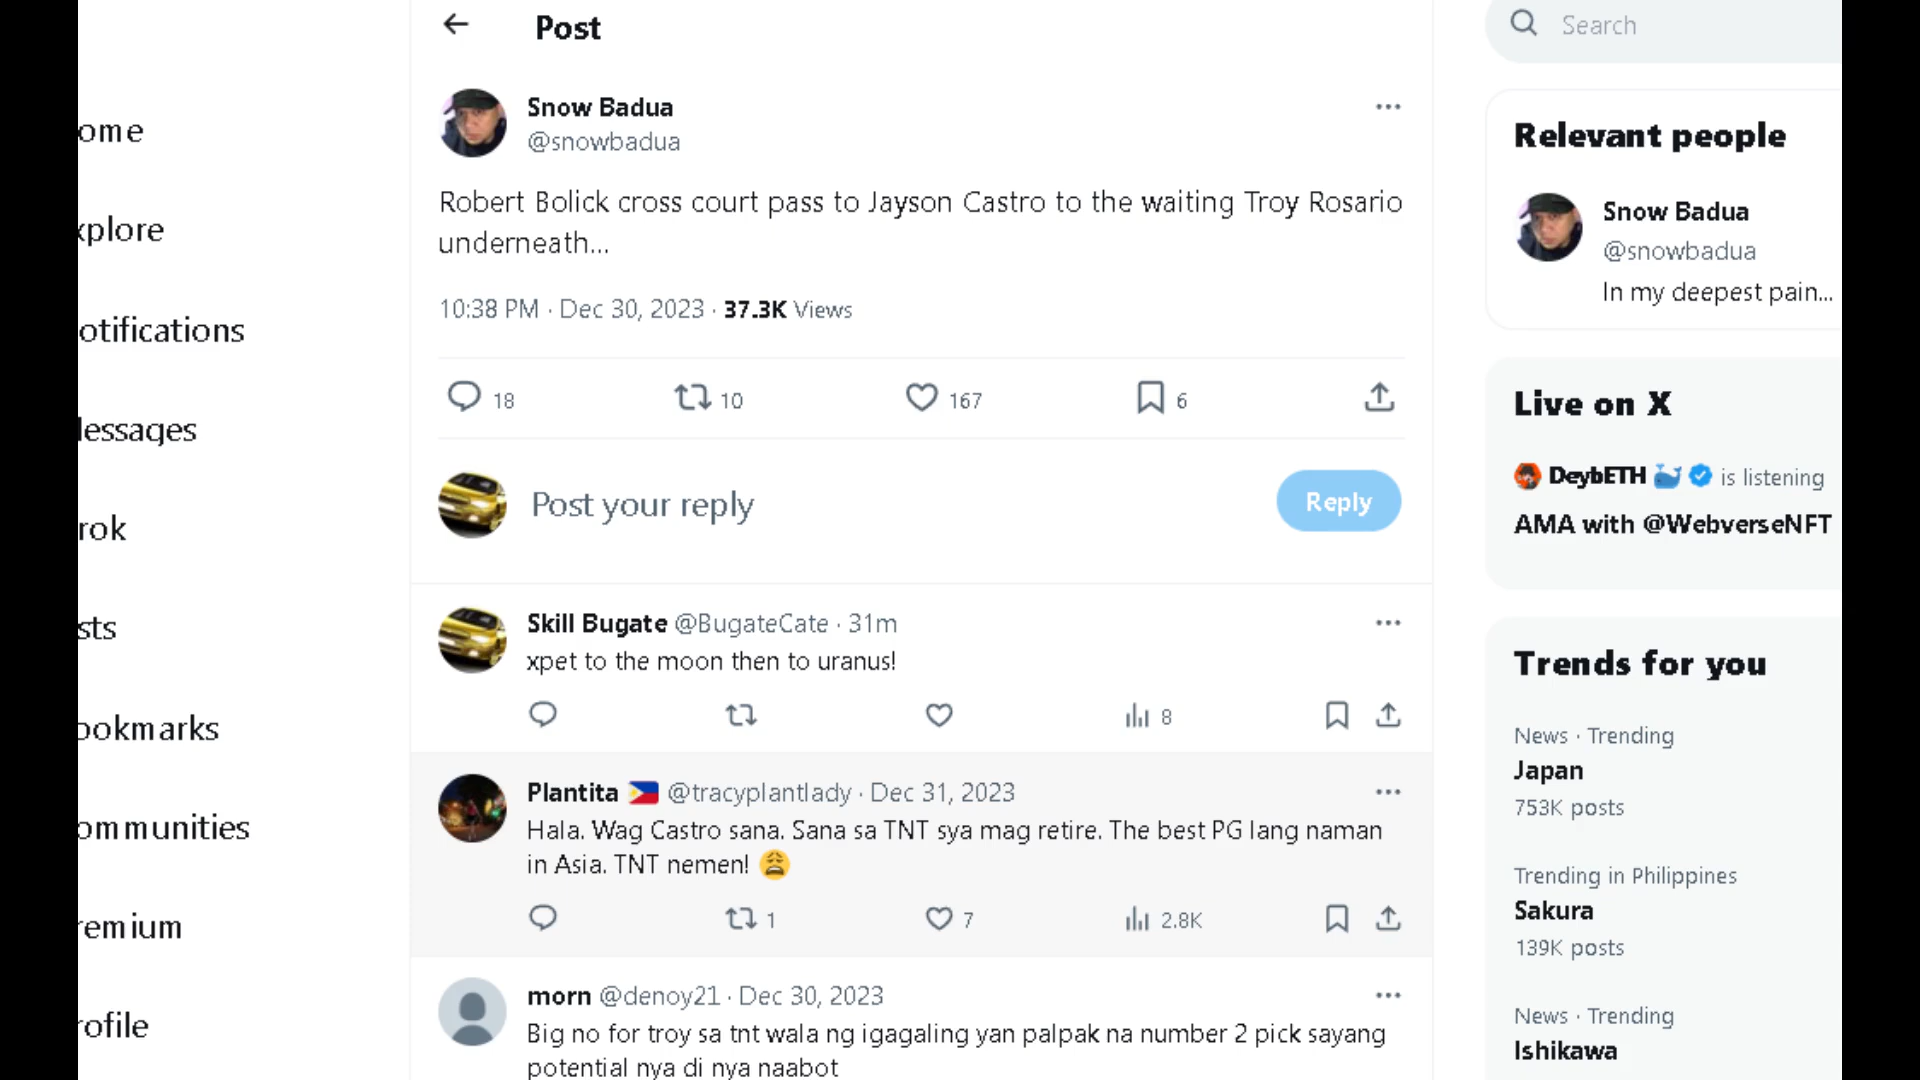 Post
Search
ome
xplore
otifications
lessages
rok
sts
ookmarks
ommunities
remium
rofile
Snow Badua
@snowbadua
Robert Bolick cross court pass to Jayson Castro to the waiting Troy Rosario
underneath...
10:38 PM · Dec 30, 2023 · 37.3K Views
18 10 167 6
Post your reply
Reply
Skill Bugate @BugateCate · 31m
xpet to the moon then to uranus!
8
Plantita 🇵🇭 @tracyplantlady · Dec 31, 2023
Hala. Wag Castro sana. Sana sa TNT sya mag retire. The best PG lang naman
in Asia. TNT nemen! 😩
1 7 2.8K
morn @denoy21 · Dec 30, 2023
Big no for troy sa tnt wala ng igagaling yan palpak na number 2 pick sayang
potential nya di nya naabot
Relevant people
Snow Badua
@snowbadua
In my deepest pain...
Live on X
DeybETH 🐳 is listening
AMA with @WebverseNFT
Trends for you
News · Trending
Japan
753K posts
Trending in Philippines
Sakura
139K posts
News · Trending
Ishikawa